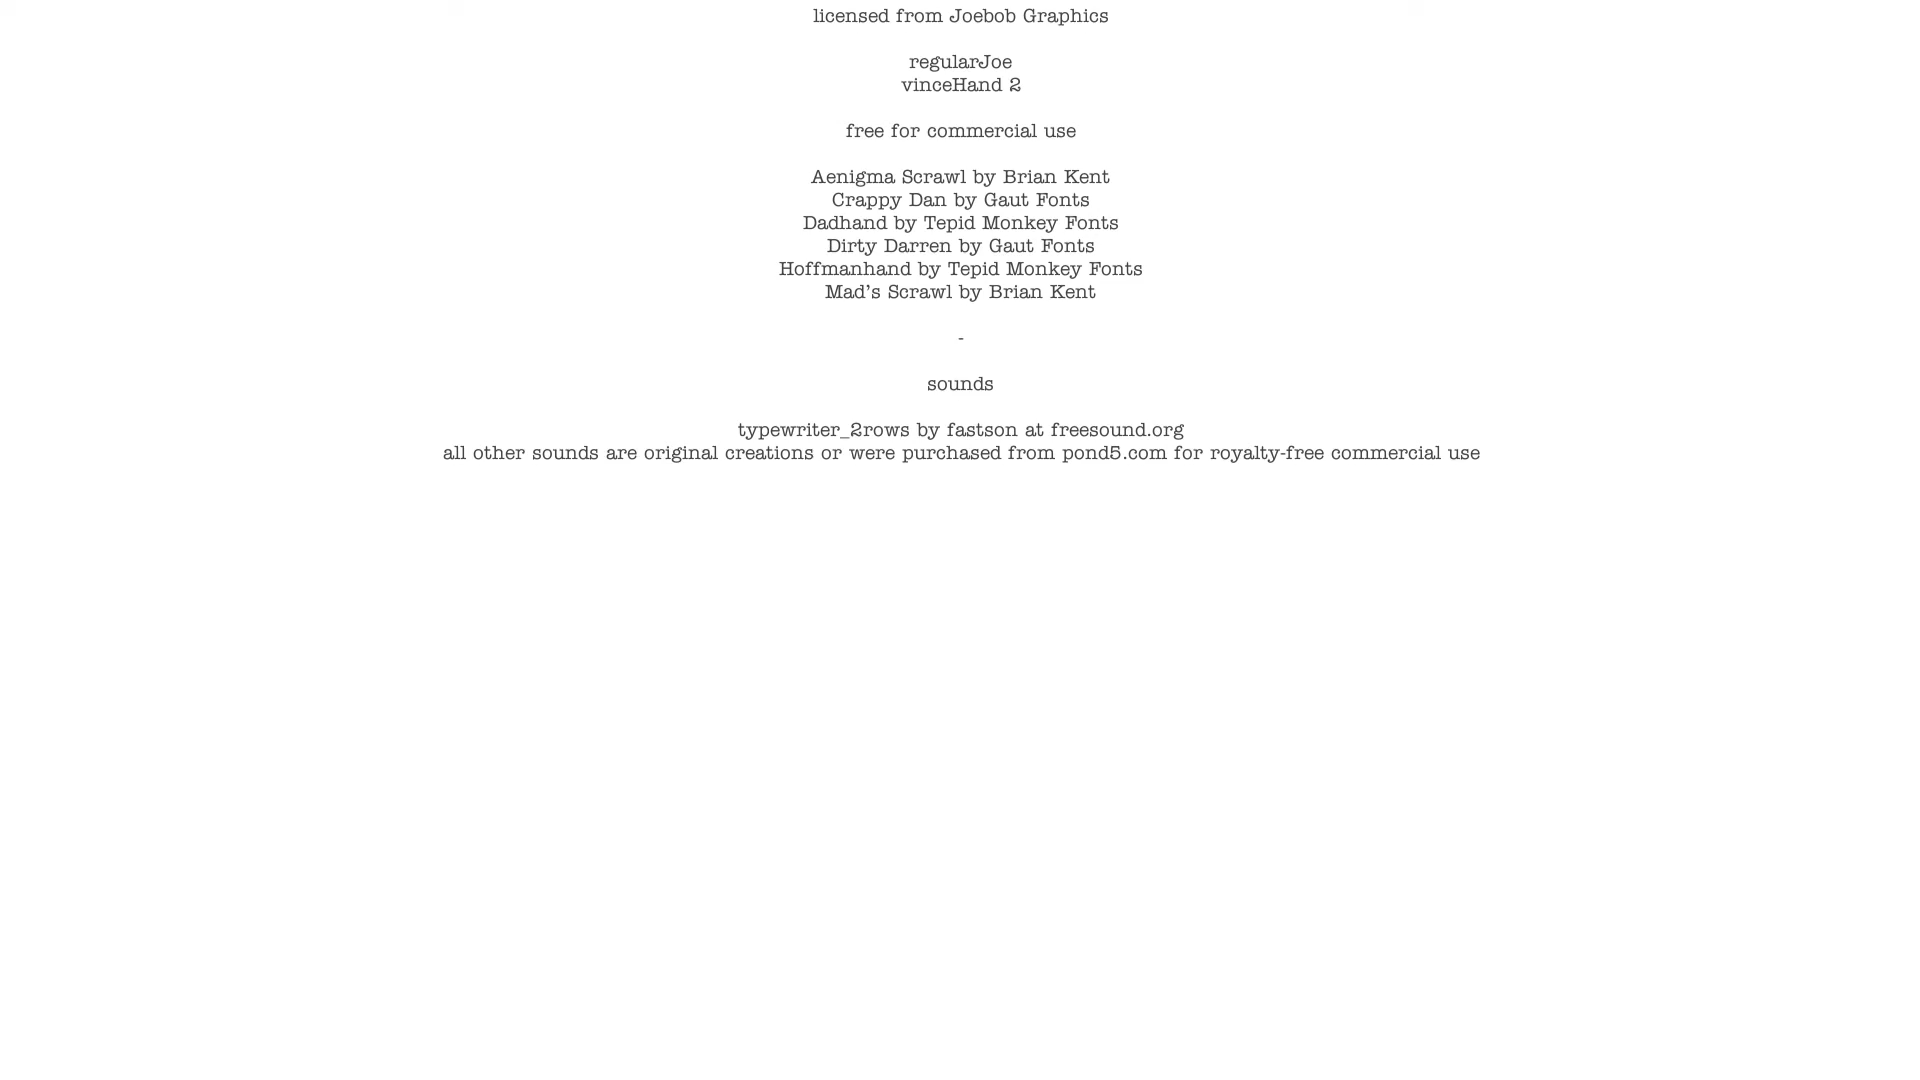 licensed from Joebob Graphics
regularJoe
vinceHand 2
free for commercial use
Aenigma Scrawl by Brian Kent
Crappy Dan by Gaut Fonts
Dadhand by Tepid Monkey Fonts
Dirty Darren by Gaut Fonts
Hoffmanhand by Tepid Monkey Fonts
Mad’s Scrawl by Brian Kent
-
sounds
typewriter_2rows by fastson at freesound.org
all other sounds are original creations or were purchased from pond5.com for royalty-free commercial use